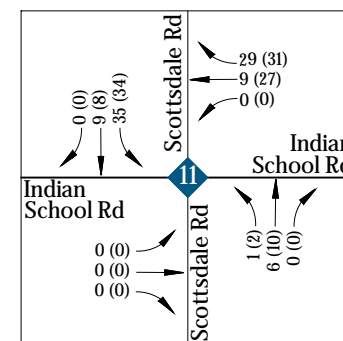 Scottsdale Rd
29 (31)
9 (27)
0 (0)
0 (0)
9 (8)
35 (34)
Indian
School Rd
11
Indian
School Rd
1 (2)
6 (10)
0 (0)
0 (0)
0 (0)
0 (0)
Scottsdale Rd